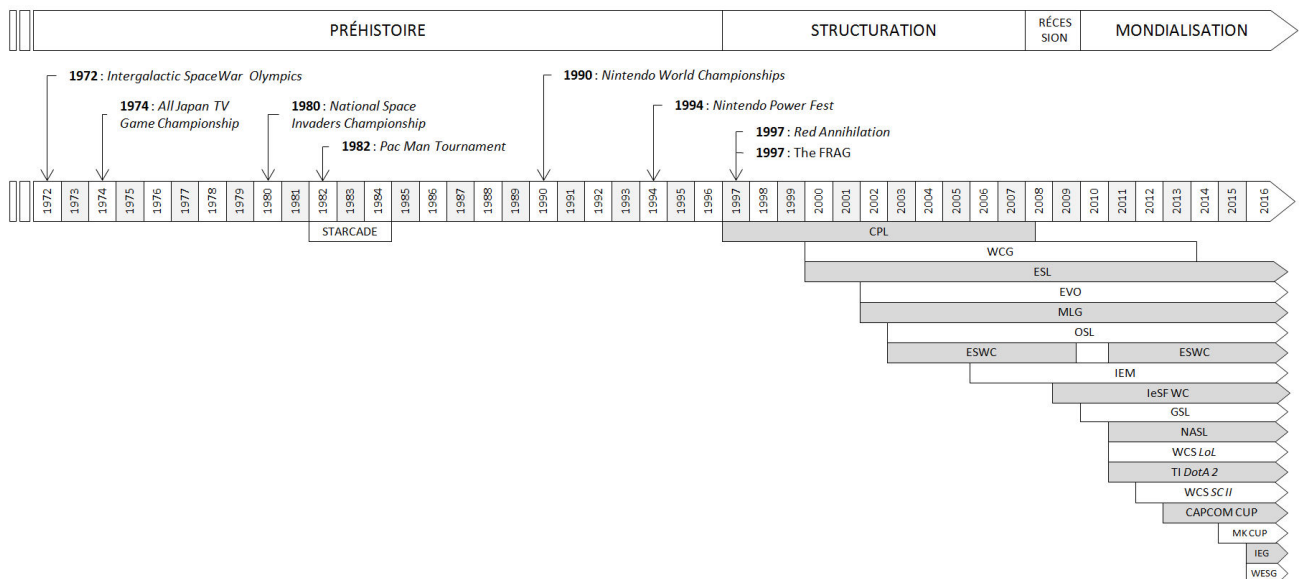 PRÉHISTOIRE
STRUCTURATION
RÉCES
SION
MONDIALISATION
1972 : Intergalactic SpaceWar Olympics
1990 : Nintendo World Championships
1974 : All Japan TV
Game Championship
1980 : National Space
Invaders Championship
1994 : Nintendo Power Fest
1982 : Pac Man Tournament
1997 : Red Annihilation
1997 : The FRAG
1972 1973 1974 1975 1976 1977 1978 1979 1980 1981 1982 1983 1984 1985 1986 1987 1988 1989 1990 1991 1992 1993 1994 1995 1996 1997 1998 1999 2000 2001 2002 2003 2004 2005 2006 2007 2008 2009 2010 2011 2012 2013 2014 2015 2016
STARCADE
CPL
WCG
ESL
EVO
MLG
OSL
ESWC ESWC
IEM
IeSF WC
GSL
NASL
WCS LoL
TI DotA 2
WCS SC II
CAPCOM CUP
MK CUP
IEG
WESG